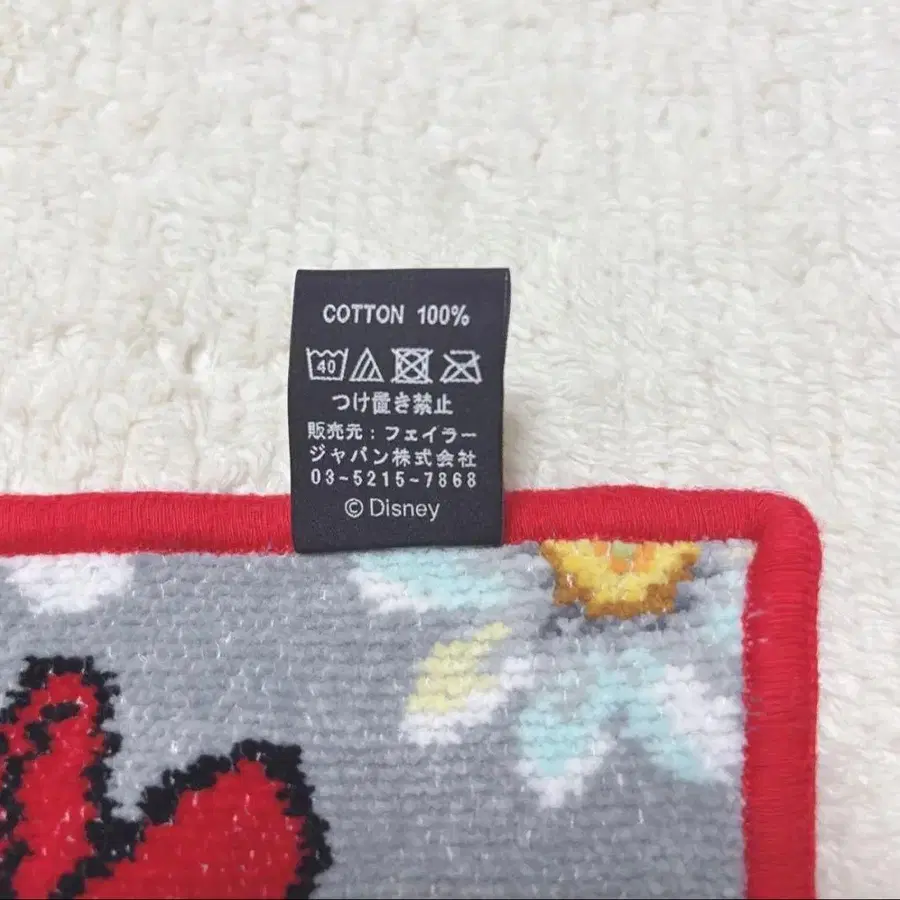 COTTON 100%
40
つけ置き禁止
販売元：フェイラー
ジャパン株式会社
03-5215-7868
© Disney